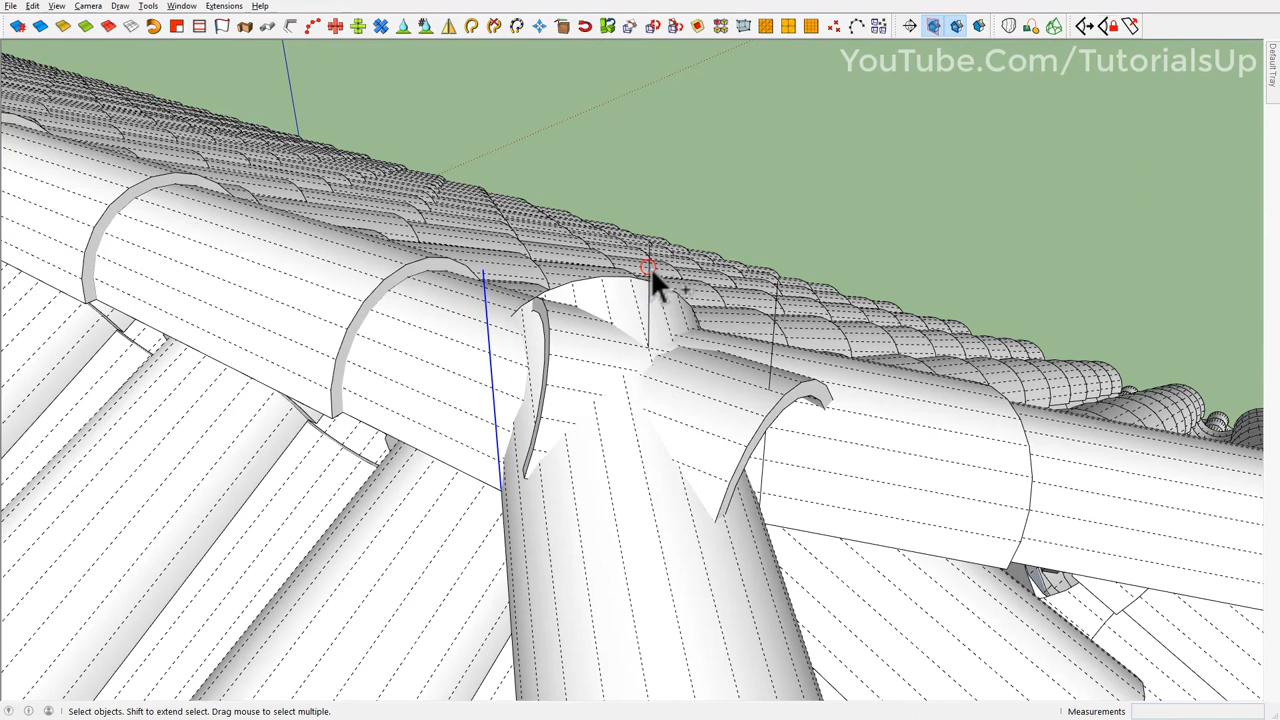 File Edit View Camera Draw Tools Window Extensions Help
YouTube.Com/TutorialsUp
Default Tray
Select objects. Shift to extend select. Drag mouse to select multiple.
Measurements